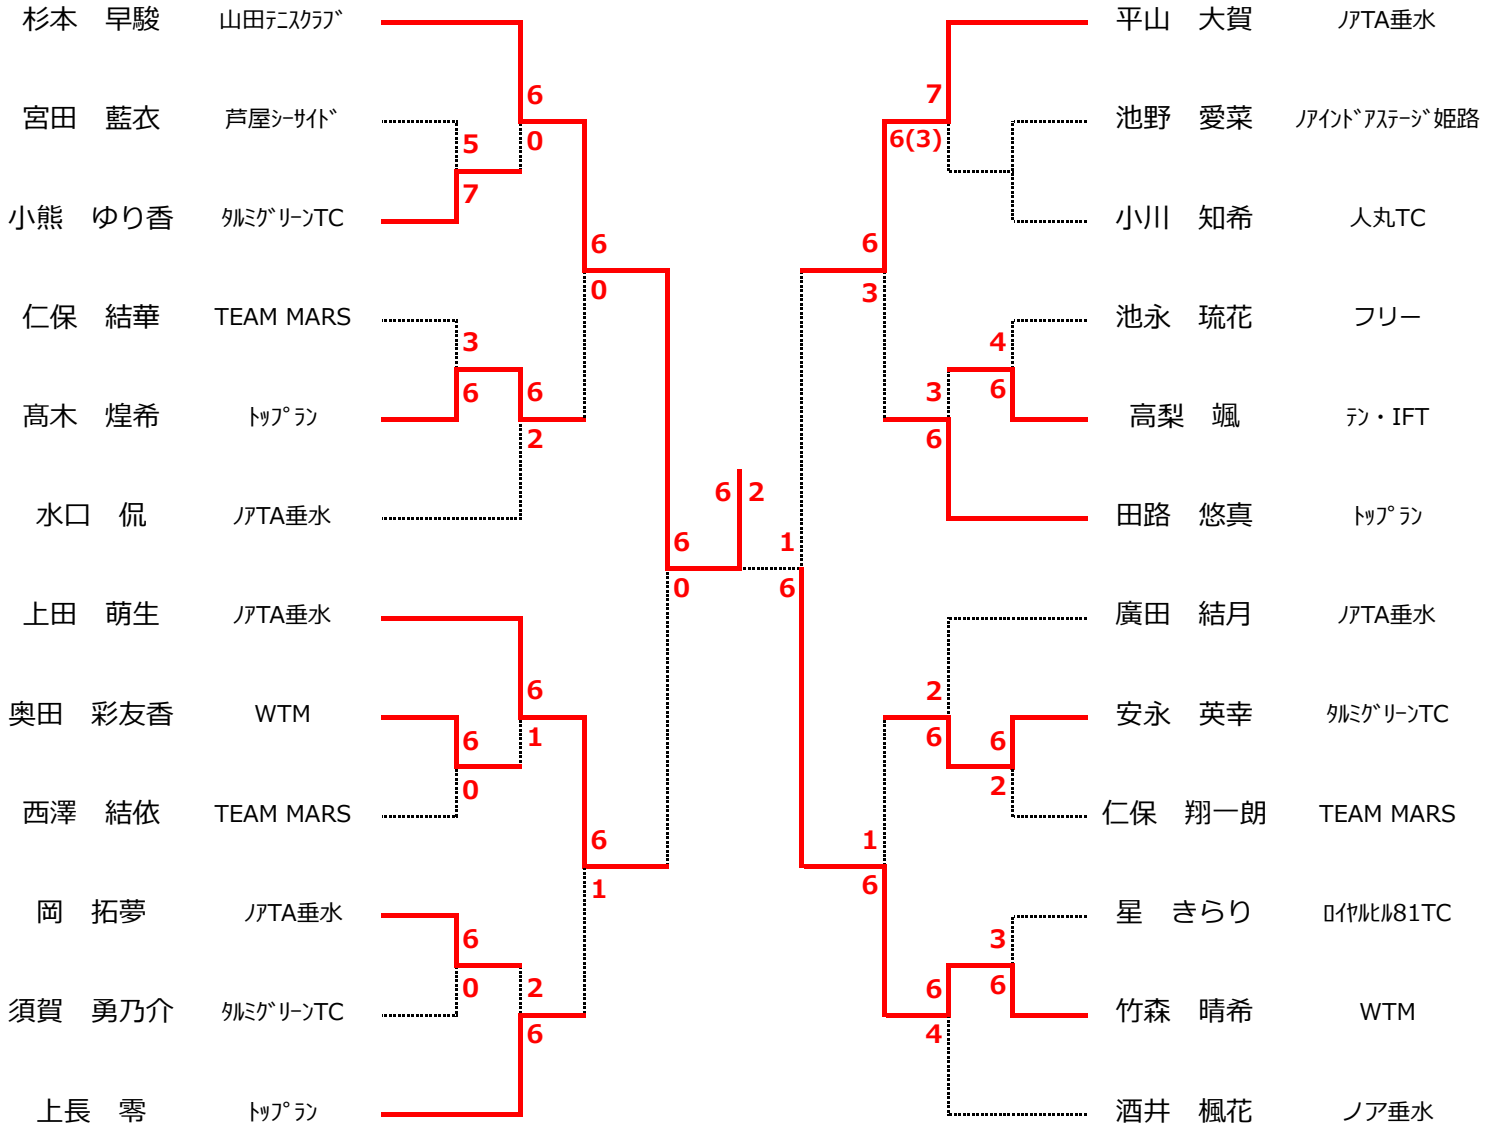 杉本　早駿　山田ﾃﾆｽｸﾗﾌﾞ
6
宮田　藍衣　芦屋ｼｰｻｲﾄﾞ
5
0
7
小熊　ゆり香　ﾀﾙﾐｸﾞﾘｰﾝTC
6
0
仁保　結華　TEAM MARS
3
6
6
髙木　煌希　ﾄｯﾌﾟﾗﾝ
2
水口　侃　ﾉｱTA垂水
6
0
上田　萌生　ﾉｱTA垂水
6
奥田　彩友香　WTM
6
1
0
西澤　結依　TEAM MARS
6
1
岡　拓夢　ﾉｱTA垂水
6
0
2
須賀　勇乃介　ﾀﾙﾐｸﾞﾘｰﾝTC
6
上長　零　ﾄｯﾌﾟﾗﾝ
6 2
平山　大賀　ﾉｱTA垂水
7
池野　愛菜　ﾉｱｲﾝﾄﾞｱｽﾃｰｼﾞ姫路
6(3)
小川　知希　人丸TC
6
3
池永　琉花　フリー
4
3
6
高梨　颯　ﾃﾝ・IFT
6
田路　悠真　ﾄｯﾌﾟﾗﾝ
1
6
廣田　結月　ﾉｱTA垂水
2
安永　英幸　ﾀﾙﾐｸﾞﾘｰﾝTC
6
6
2
仁保　翔一朗　TEAM MARS
1
6
星　きらり　ﾛｲﾔﾙﾋﾙ81TC
3
6
6
竹森　晴希　WTM
4
酒井　楓花　ノア垂水